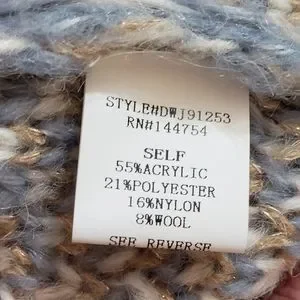 STYLE#DWJ91253
RN#144754
SELF
55%ACRYLIC
21%POLYESTER
16%NYLON
8%WOOL
SEE REVERSE